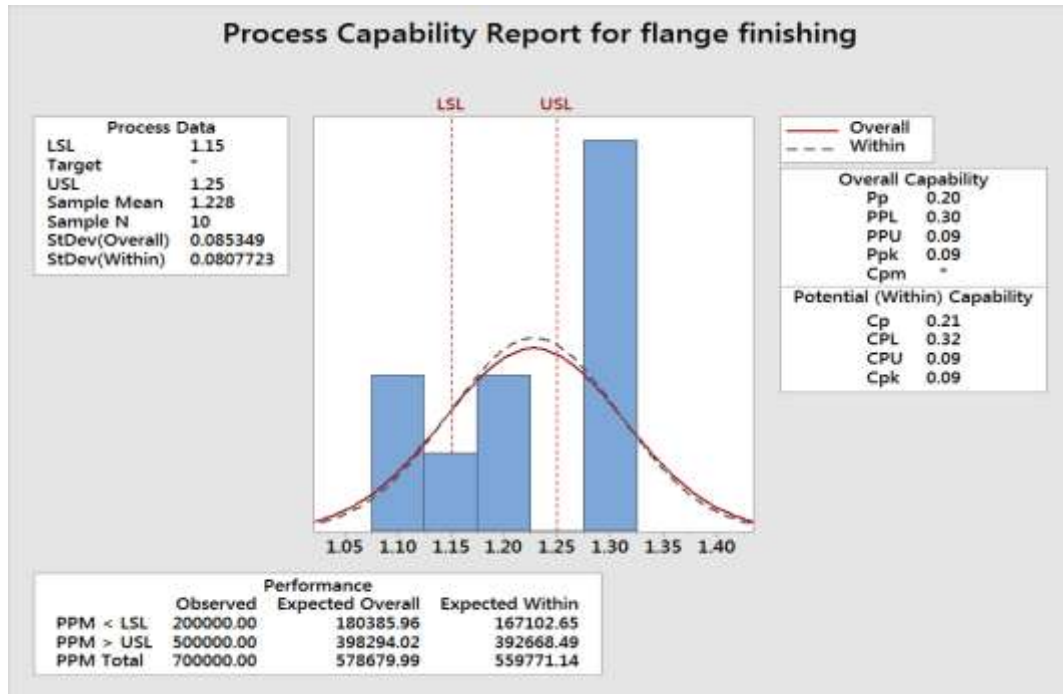 Process Capability Report for flange finishing
LSL USL
Process Data
LSL 1.15
Target *
USL 1.25
Sample Mean 1.228
Sample N 10
StDev(Overall) 0.085349
StDev(Within) 0.0807723
Overall
Within
Overall Capability
Pp 0.20
PPL 0.30
PPU 0.09
Ppk 0.09
Cpm *
Potential (Within) Capability
Cp 0.21
CPL 0.32
CPU 0.09
Cpk 0.09
1.05 1.10 1.15 1.20 1.25 1.30 1.35 1.40
Performance
Observed Expected Overall Expected Within
PPM < LSL 200000.00 180385.96 167102.65
PPM > USL 500000.00 398294.02 392668.49
PPM Total 700000.00 578679.99 559771.14